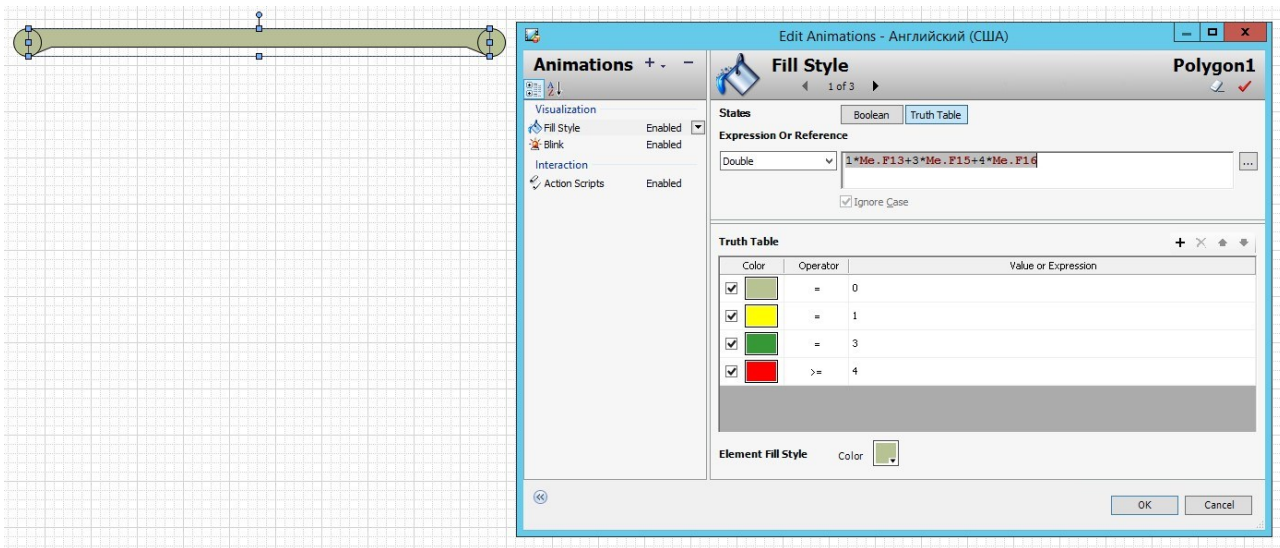 Edit Animations - Английский (США)
Animations
Fill Style
Polygon1
1 of 3
Visualization
Fill Style Enabled
Blink Enabled
Interaction
Action Scripts Enabled
States Boolean Truth Table
Expression Or Reference
Double 1*Me.F13+3*Me.F15+4*Me.F16 ...
Ignore Case
Truth Table
Color Operator Value or Expression
= 0
= 1
= 3
>= 4
Element Fill Style Color
OK Cancel